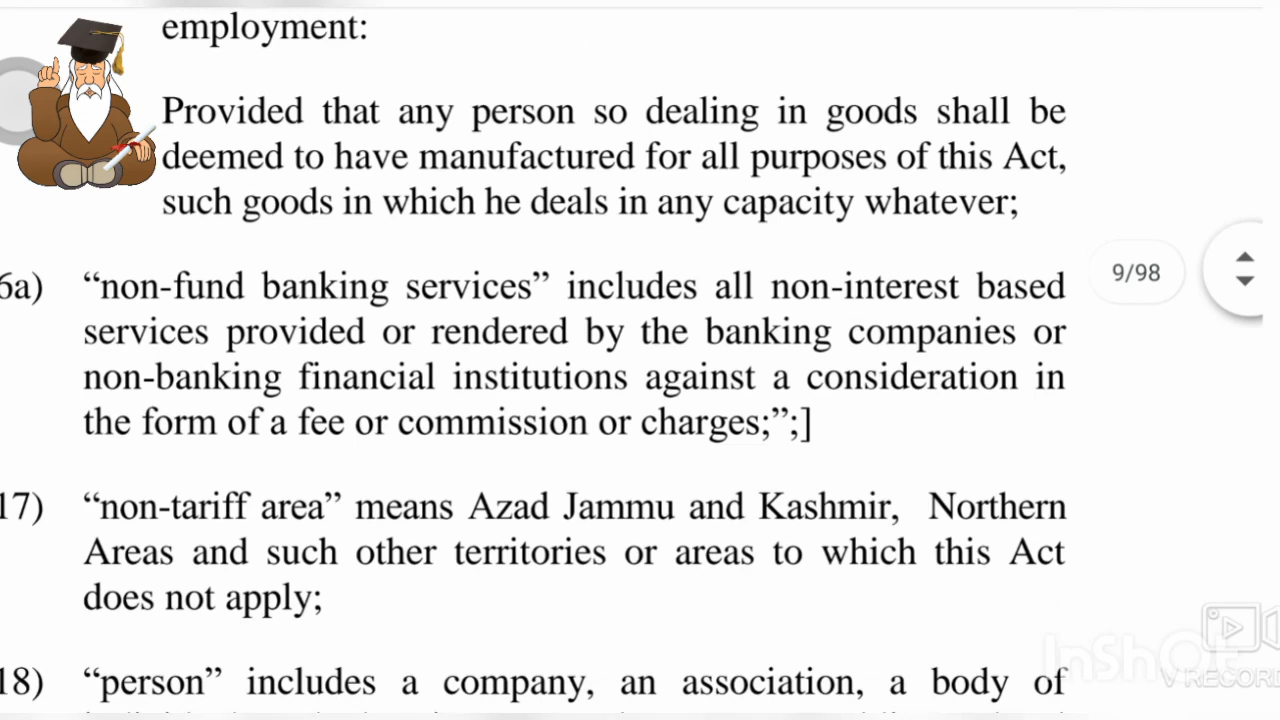 employment:
Provided that any person so dealing in goods shall be
deemed to have manufactured for all purposes of this Act,
such goods in which he deals in any capacity whatever;
6a) “non-fund banking services” includes all non-interest based
services provided or rendered by the banking companies or
non-banking financial institutions against a consideration in
the form of a fee or commission or charges;”;]
9/98
17) “non-tariff area” means Azad Jammu and Kashmir, Northern
Areas and such other territories or areas to which this Act
does not apply;
18) “person” includes a company, an association, a body of
InShOt
V RECORD